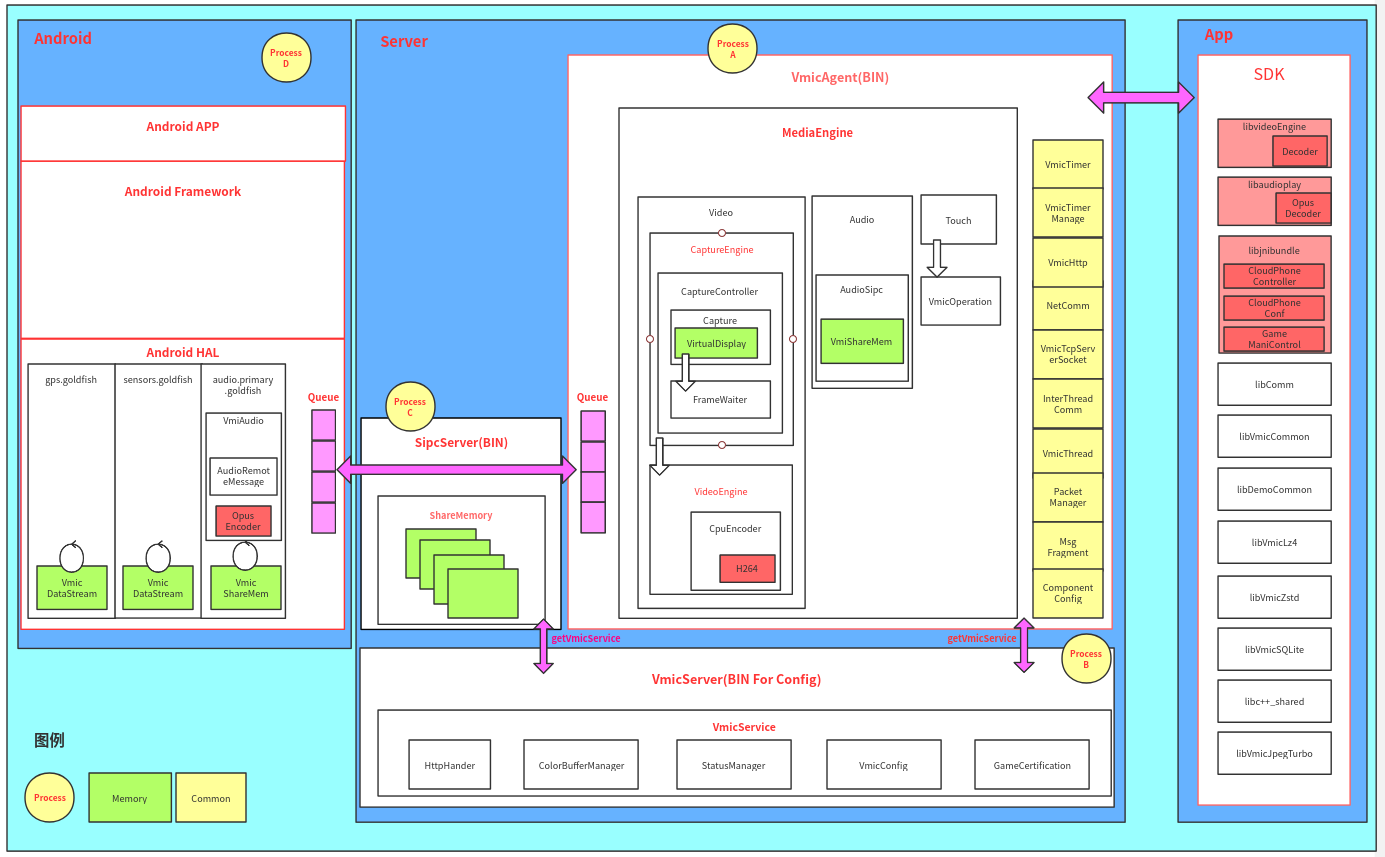 Android
Process
D
Android APP
Android Framework
Android HAL
gps.goldfish
sensors.goldfish
audio.primary
.goldfish
VmiAudio
AudioRemot
eMessage
Opus
Encoder
Vmic
DataStream
Vmic
DataStream
Vmic
ShareMem
Queue
Server
Process
A
VmicAgent(BIN)
MediaEngine
Video
CaptureEngine
CaptureController
Capture
VirtualDisplay
FrameWaiter
VideoEngine
CpuEncoder
H264
Audio
AudioSipc
VmiShareMem
Touch
VmicOperation
VmicTimer
VmicTimer
Manage
VmicHttp
NetComm
VmicTcpServ
erSocket
InterThread
Comm
VmicThread
Packet
Manager
Msg
Fragment
Component
Config
Queue
Process
C
SipcServer(BIN)
ShareMemory
getVmicService
getVmicService
Process
B
VmicServer(BIN For Config)
VmicService
HttpHander
ColorBufferManager
StatusManager
VmicConfig
GameCertification
App
SDK
libvideoEngine
Decoder
libaudioplay
Opus
Decoder
libjnibundle
CloudPhone
Controller
CloudPhone
Conf
Game
ManiControl
libComm
libVmicCommon
libDemoCommon
libVmicLz4
libVmicZstd
libVmicSQLite
libc++_shared
libVmicJpegTurbo
图例
Process
Memory
Common